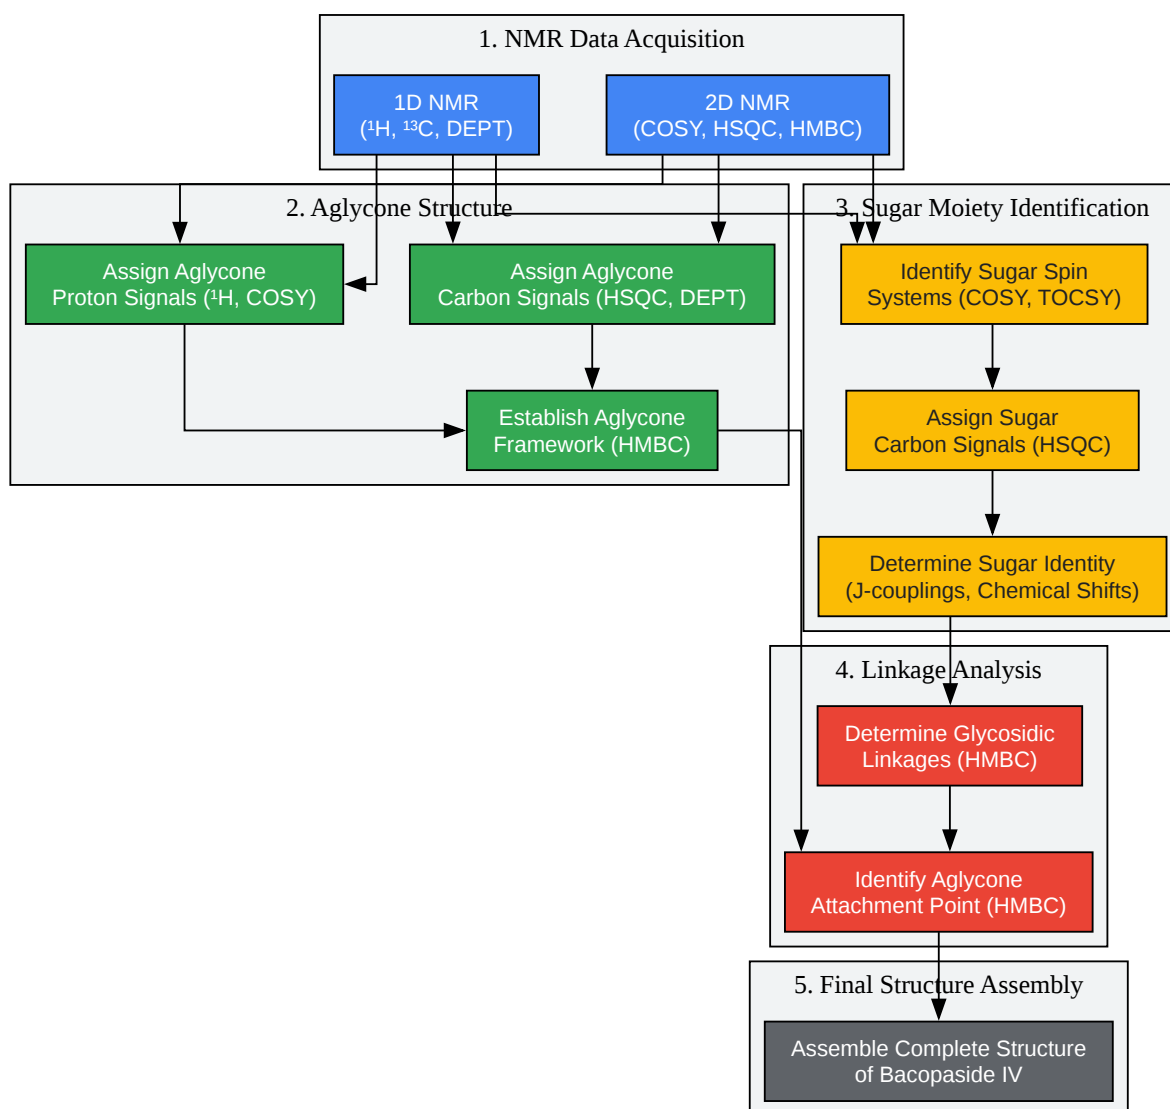 1. NMR Data Acquisition
1D NMR
(¹H, ¹³C, DEPT)
2D NMR
(COSY, HSQC, HMBC)
2. Aglycone Structure
Assign Aglycone
Proton Signals (¹H, COSY)
Assign Aglycone
Carbon Signals (HSQC, DEPT)
Establish Aglycone
Framework (HMBC)
3. Sugar Moiety Identification
Identify Sugar Spin
Systems (COSY, TOCSY)
Assign Sugar
Carbon Signals (HSQC)
Determine Sugar Identity
(J-couplings, Chemical Shifts)
4. Linkage Analysis
Determine Glycosidic
Linkages (HMBC)
Identify Aglycone
Attachment Point (HMBC)
5. Final Structure Assembly
Assemble Complete Structure
of Bacopaside IV